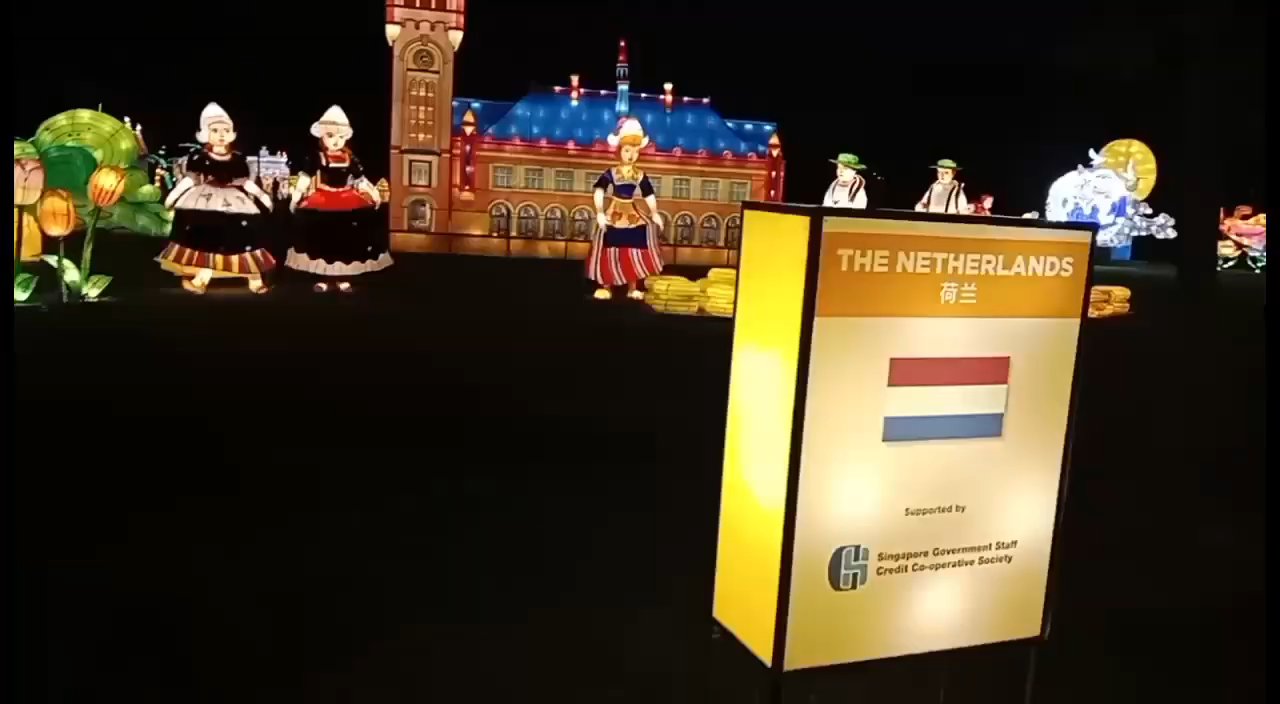 THE NETHERLANDS
荷兰
Supported by
Singapore Government Staff
Credit Co-operative Society